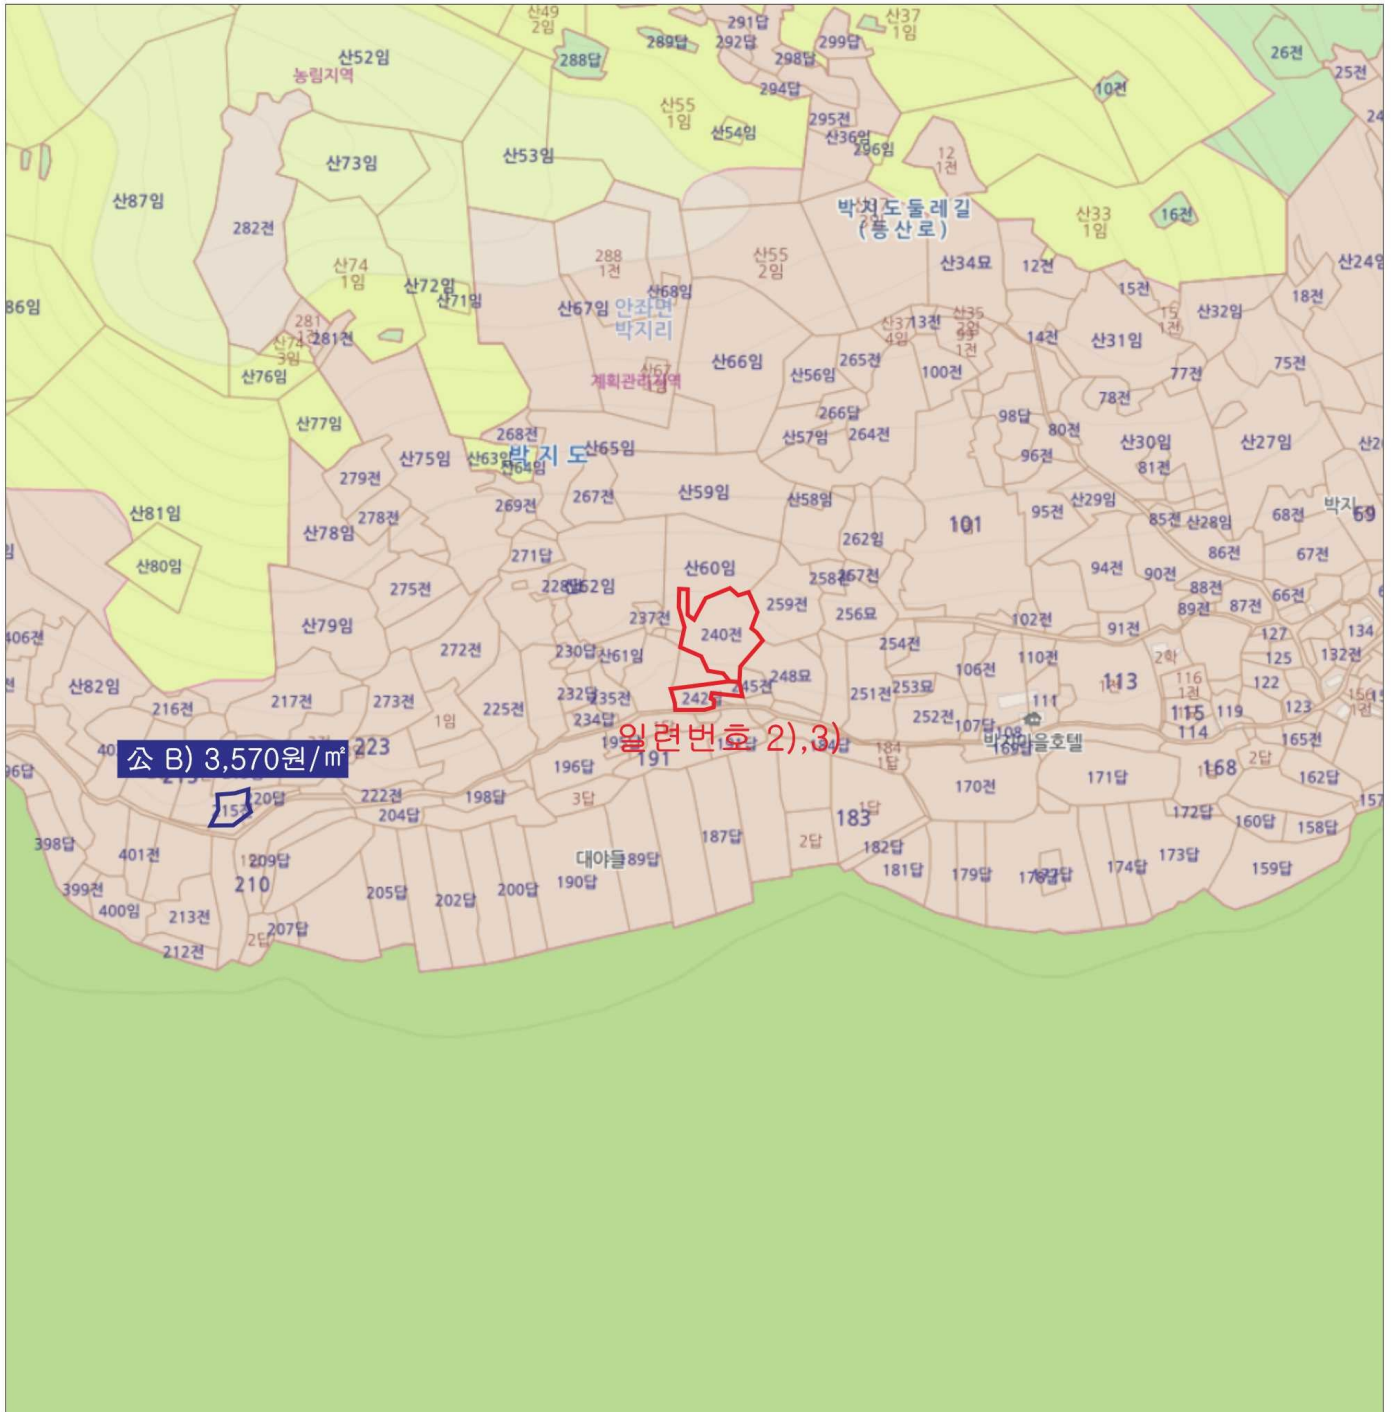 산49
2임
291답
산37
1임
289답
292답
299답
26전
산52임
288답
298답
25전
농림지역
294답
10전
산55
1임
산54임
295전
산36임
296임
12
1전
산73임
산53임
산87임
282전
박지도둘레길
(등산로)
산33
1임
16전
288
1전
산55
2임
산34묘
12전
산74
1임
산72임
산71임
산67임
산68임
안좌면
박지리
15전
18전
산32임
281전
산37
4임
13전
산35
2임
15
1전
14전
산31임
산74
3임
산76임
산66임
265전
99
1전
75전
계획관리지역
산56임
100전
77전
78전
산77임
266답
98답
268전
산57임
264전
80전
산75임
산63임
산64임
박지도
산65임
산30임
산27임
96전
81전
279전
267전
산59임
산58임
269전
산29임
산81임
278전
101
95전
85전
산28임
68전
69
산78임
262임
산80임
271답
86전
67전
산60임
94전
90전
275전
산62임
88전
66전
259전
89전
87전
산79임
237전
256묘
102전
91전
240전
127
134
272전
230답
산61임
254전
110전
2학
125
132전
산82임
106전
116
1전
122
248묘
113
245전
251전
253묘
217전
273전
232답
235전
111
123
216전
225전
1임
234답
252전
107답
108
115
119
114
165전
일련번호 2),3)
박지마을호텔
169답
公 B) 3,570원/㎡
223
191
184
1답
168
2답
196답
170전
171답
162답
222전
198답
3답
204답
183
1답
172답
160답
158답
398답
401전
209답
187답
2답
182답
173답
대야들
189답
181답
179답
174답
159답
399전
210
205답
202답
200답
190답
400임
213전
207답
2답
212전